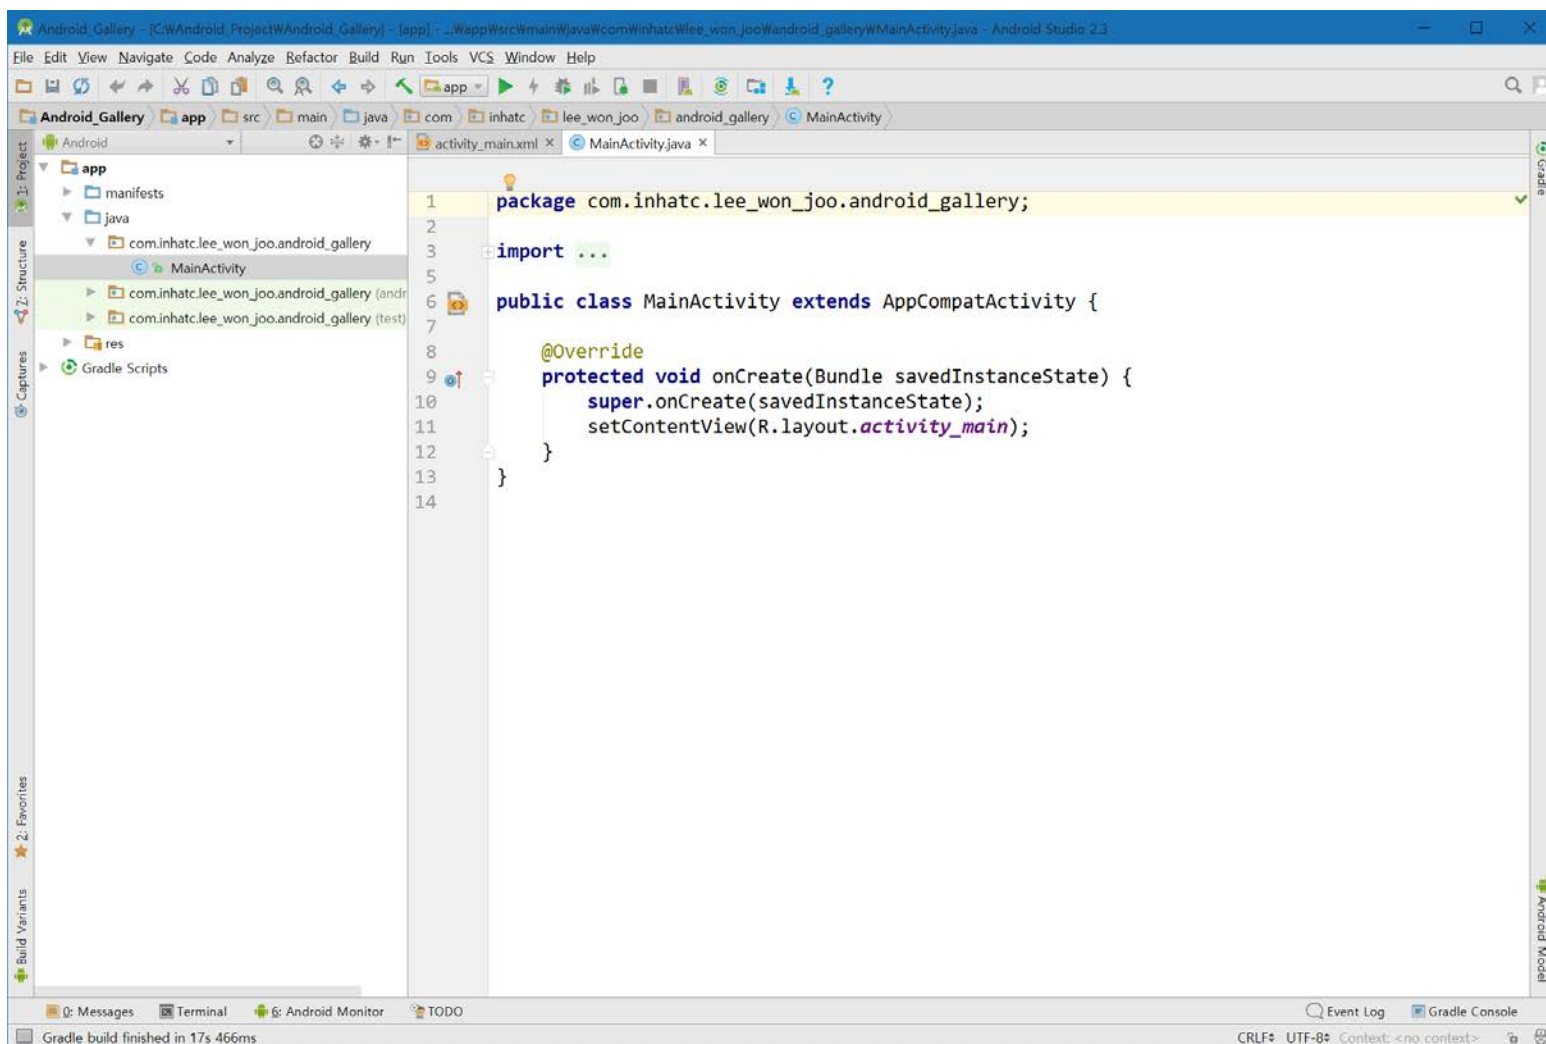 Android_Gallery - [C:₩Android_Project₩Android_Gallery] - [app] - ...₩app₩src₩main₩java₩com₩inhatc₩lee_won_joo₩android_gallery₩MainActivity.java - Android Studio 2.3
File Edit View Navigate Code Analyze Refactor Build Run Tools VCS Window Help
app
?
Android_Gallery app src main java com inhatc lee_won_joo android_gallery MainActivity
Android
activity_main.xml × MainActivity.java ×
1: Project
7: Structure
Captures
2: Favorites
Build Variants
app
manifests
java
com.inhatc.lee_won_joo.android_gallery
MainActivity
com.inhatc.lee_won_joo.android_gallery (andr
com.inhatc.lee_won_joo.android_gallery (test)
res
Gradle Scripts
1 package com.inhatc.lee_won_joo.android_gallery;
2
3 import ...
5
6 public class MainActivity extends AppCompatActivity {
7
8 @Override
9 protected void onCreate(Bundle savedInstanceState) {
10 super.onCreate(savedInstanceState);
11 setContentView(R.layout.activity_main);
12 }
13 }
14
Gradle
Android Model
0: Messages Terminal 6: Android Monitor TODO Event Log Gradle Console
Gradle build finished in 17s 466ms CRLF UTF-8 Context: <no context>